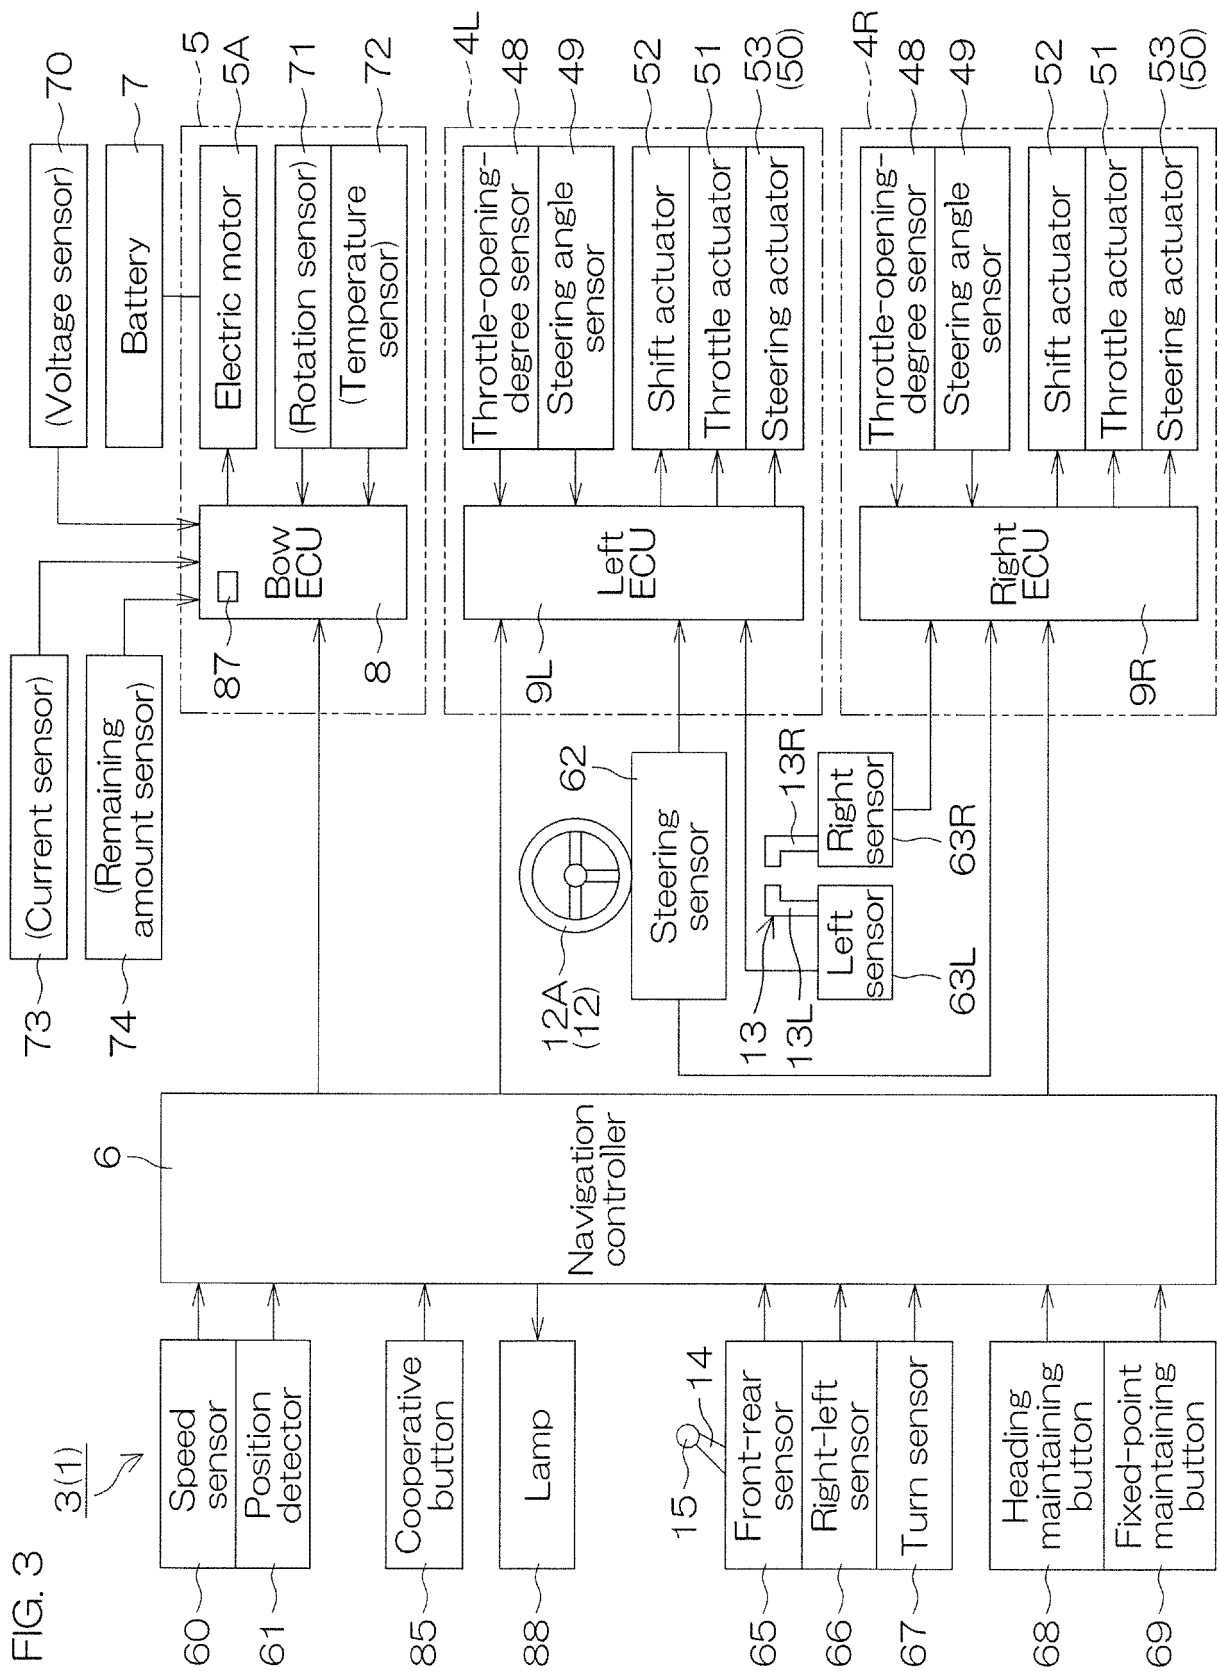 FIG. 3
3(1)
60
Speed
sensor
61
Position
detector
85
Cooperative
button
88
Lamp
15
14
65
Front-rear
sensor
66
Right-left
sensor
67
Turn sensor
68
Heading
maintaining
button
69
Fixed-point
maintaining
button
6
Navigation
controller
73
(Current sensor)
74
(Remaining
amount sensor)
12A
(12)
62
Steering
sensor
13
13L
13R
Left
sensor
63L
Right
sensor
63R
87
Bow
ECU
8
Left
ECU
9L
Right
ECU
9R
(Voltage sensor)
70
Battery
7
5
Electric motor
5A
(Rotation sensor)
71
(Temperature
sensor)
72
4L
Throttle-opening-
degree sensor
48
Steering angle
sensor
49
Shift actuator
52
Throttle actuator
51
Steering actuator
53
(50)
4R
Throttle-opening-
degree sensor
48
Steering angle
sensor
49
Shift actuator
52
Throttle actuator
51
Steering actuator
53
(50)